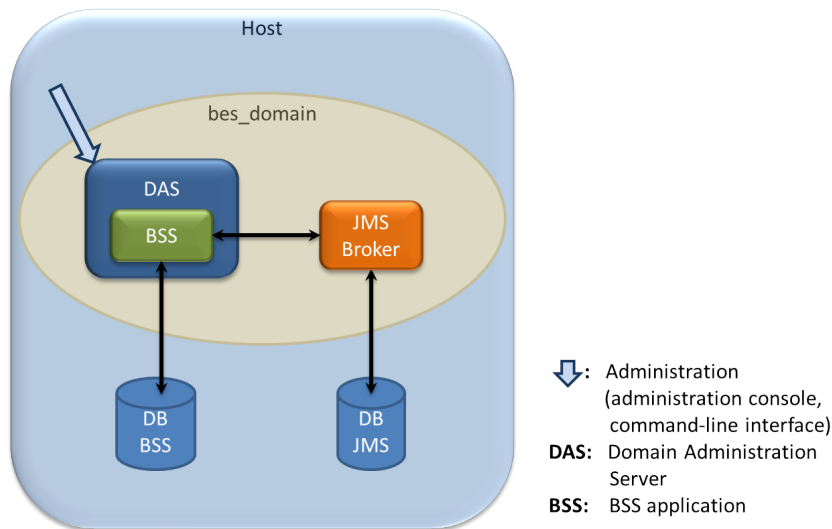 Host
bes_domain
DAS
BSS
JMS
Broker
DB
BSS
DB
JMS
: Administration
(administration console,
command-line interface)
DAS: Domain Administration
Server
BSS: BSS application